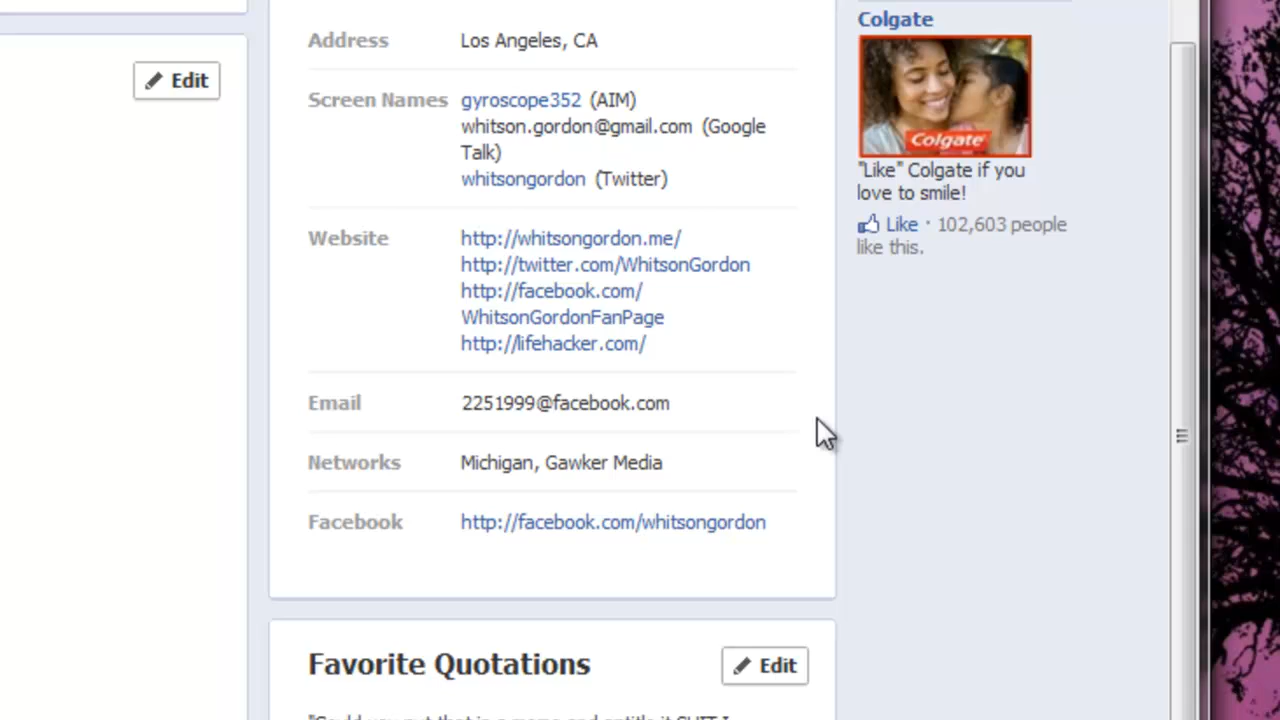 Colgate
Address Los Angeles, CA
Edit
Screen Names gyroscope352 (AIM)
whitson.gordon@gmail.com (Google
Talk)
whitsongordon (Twitter)
Colgate
"Like" Colgate if you
love to smile!
Like · 102,603 people
like this.
Website http://whitsongordon.me/
http://twitter.com/WhitsonGordon
http://facebook.com/
WhitsonGordonFanPage
http://lifehacker.com/
Email 2251999@facebook.com
Networks Michigan, Gawker Media
Facebook http://facebook.com/whitsongordon
Favorite Quotations Edit